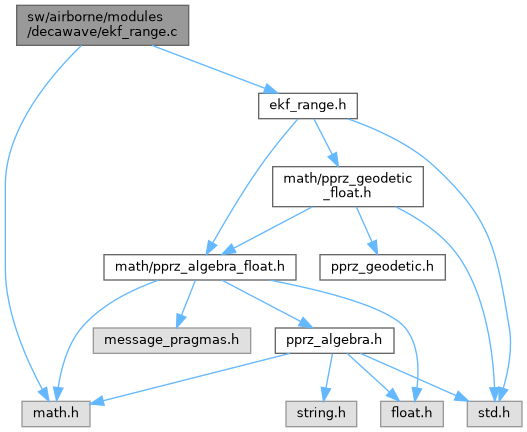 sw/airborne/modules
/decawave/ekf_range.c
ekf_range.h
math/pprz_geodetic
_float.h
math/pprz_algebra_float.h
pprz_geodetic.h
message_pragmas.h
pprz_algebra.h
math.h
string.h
float.h
std.h